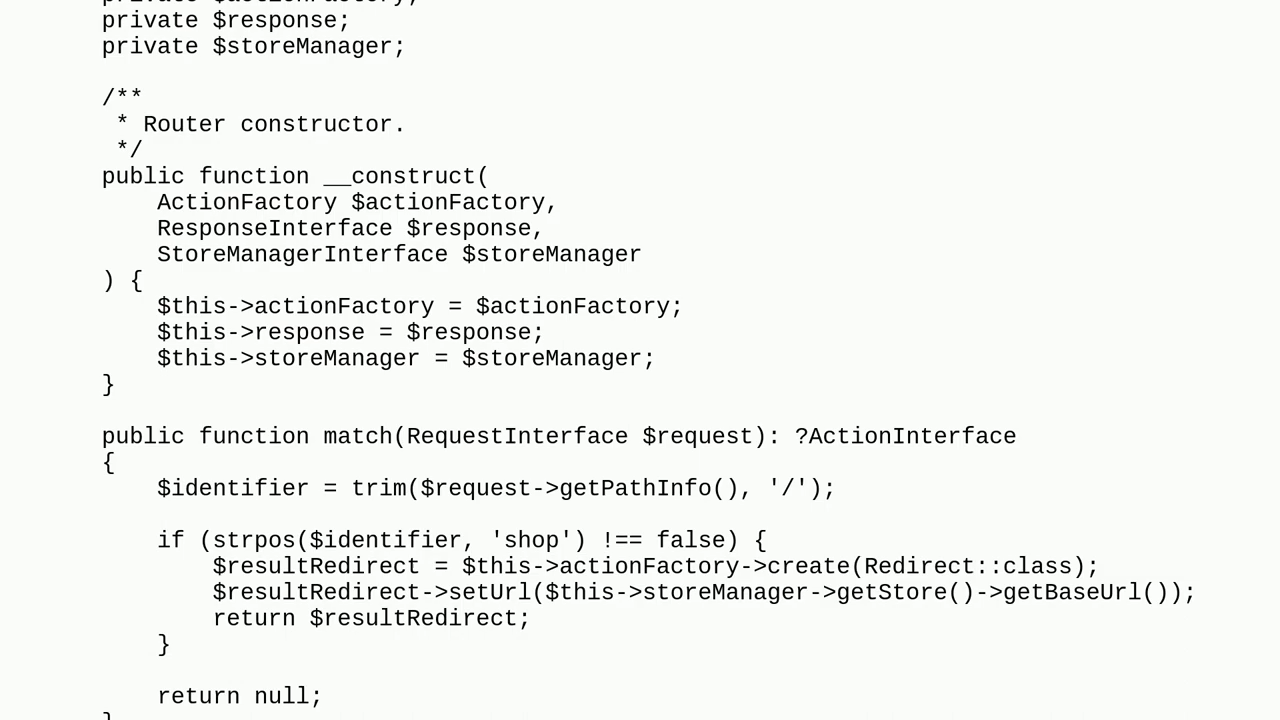 private $actionFactory;
private $response;
private $storeManager;
/**
* Router constructor.
*/
public function __construct(
ActionFactory $actionFactory,
ResponseInterface $response,
StoreManagerInterface $storeManager
) {
$this->actionFactory = $actionFactory;
$this->response = $response;
$this->storeManager = $storeManager;
}
public function match(RequestInterface $request): ?ActionInterface
{
$identifier = trim($request->getPathInfo(), '/');
if (strpos($identifier, 'shop') !== false) {
$resultRedirect = $this->actionFactory->create(Redirect::class);
$resultRedirect->setUrl($this->storeManager->getStore()->getBaseUrl());
return $resultRedirect;
}
return null;
}